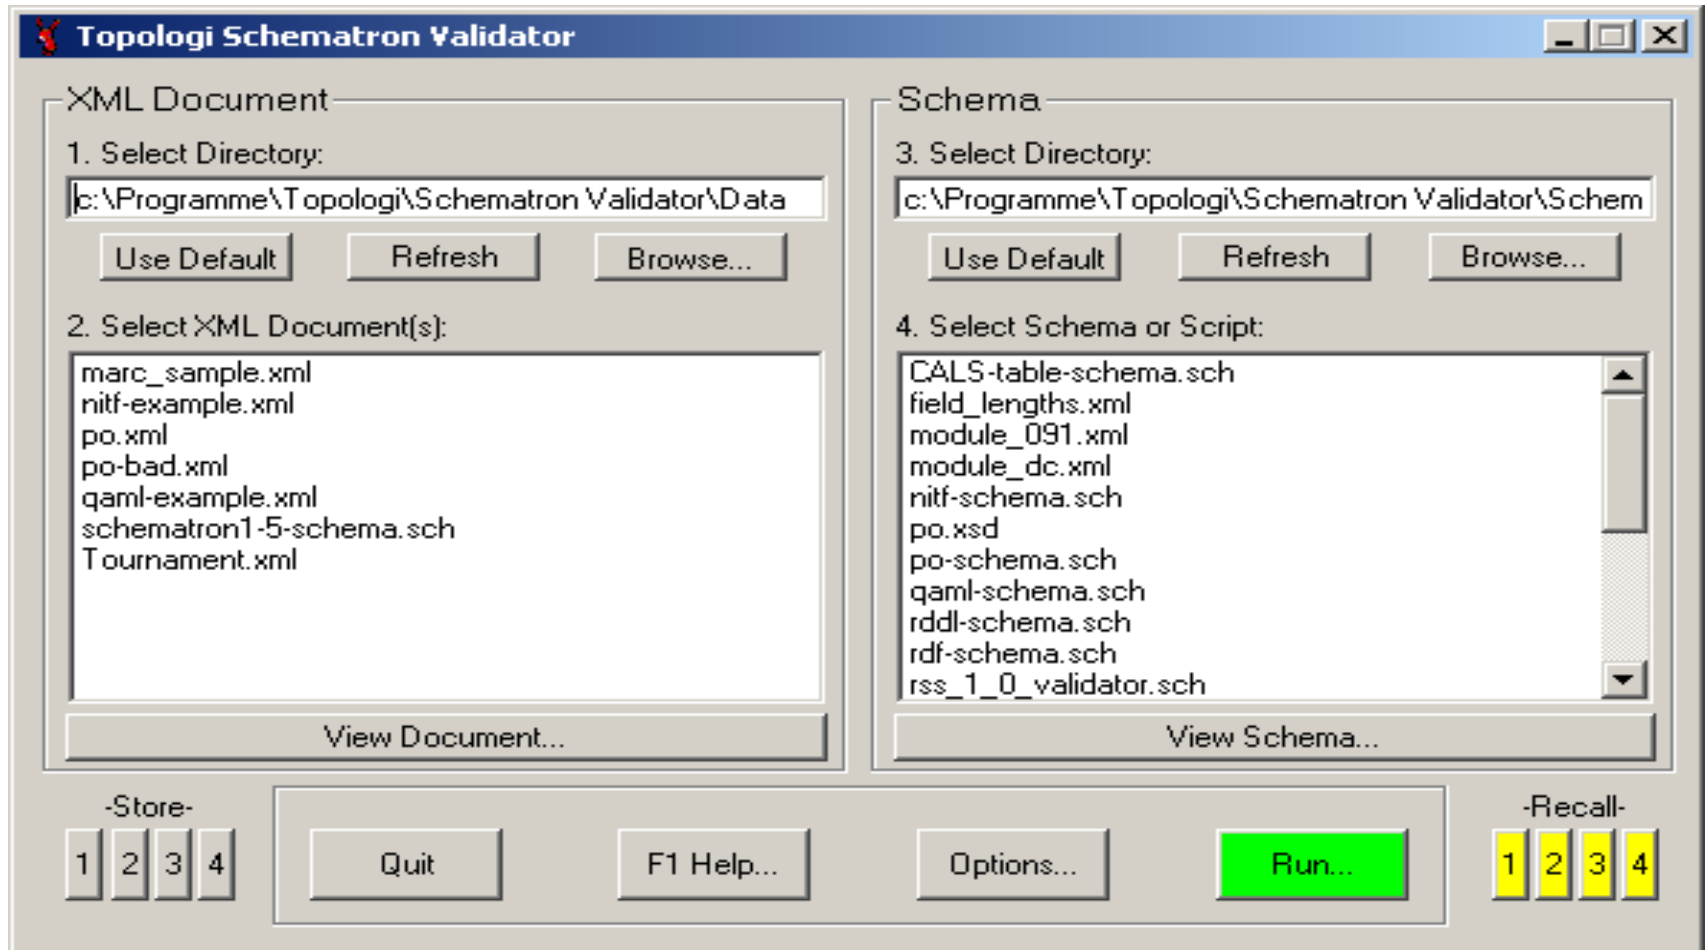 Topologi Schematron Validator
XML Document
1. Select Directory:
c:\Programme\Topologi\Schematron Validator\Data
Use Default Refresh Browse...
2. Select XML Document(s):
marc_sample.xml
nitf-example.xml
po.xml
po-bad.xml
qaml-example.xml
schematron1-5-schema.sch
Tournament.xml
View Document...
Schema
3. Select Directory:
c:\Programme\Topologi\Schematron Validator\Schem
Use Default Refresh Browse...
4. Select Schema or Script:
CALS-table-schema.sch
field_lengths.xml
module_091.xml
module_dc.xml
nitf-schema.sch
po.xsd
po-schema.sch
qaml-schema.sch
rddl-schema.sch
rdf-schema.sch
rss_1_0_validator.sch
View Schema...
-Store-
1 2 3 4
Quit F1 Help... Options... Run...
-Recall-
1 2 3 4